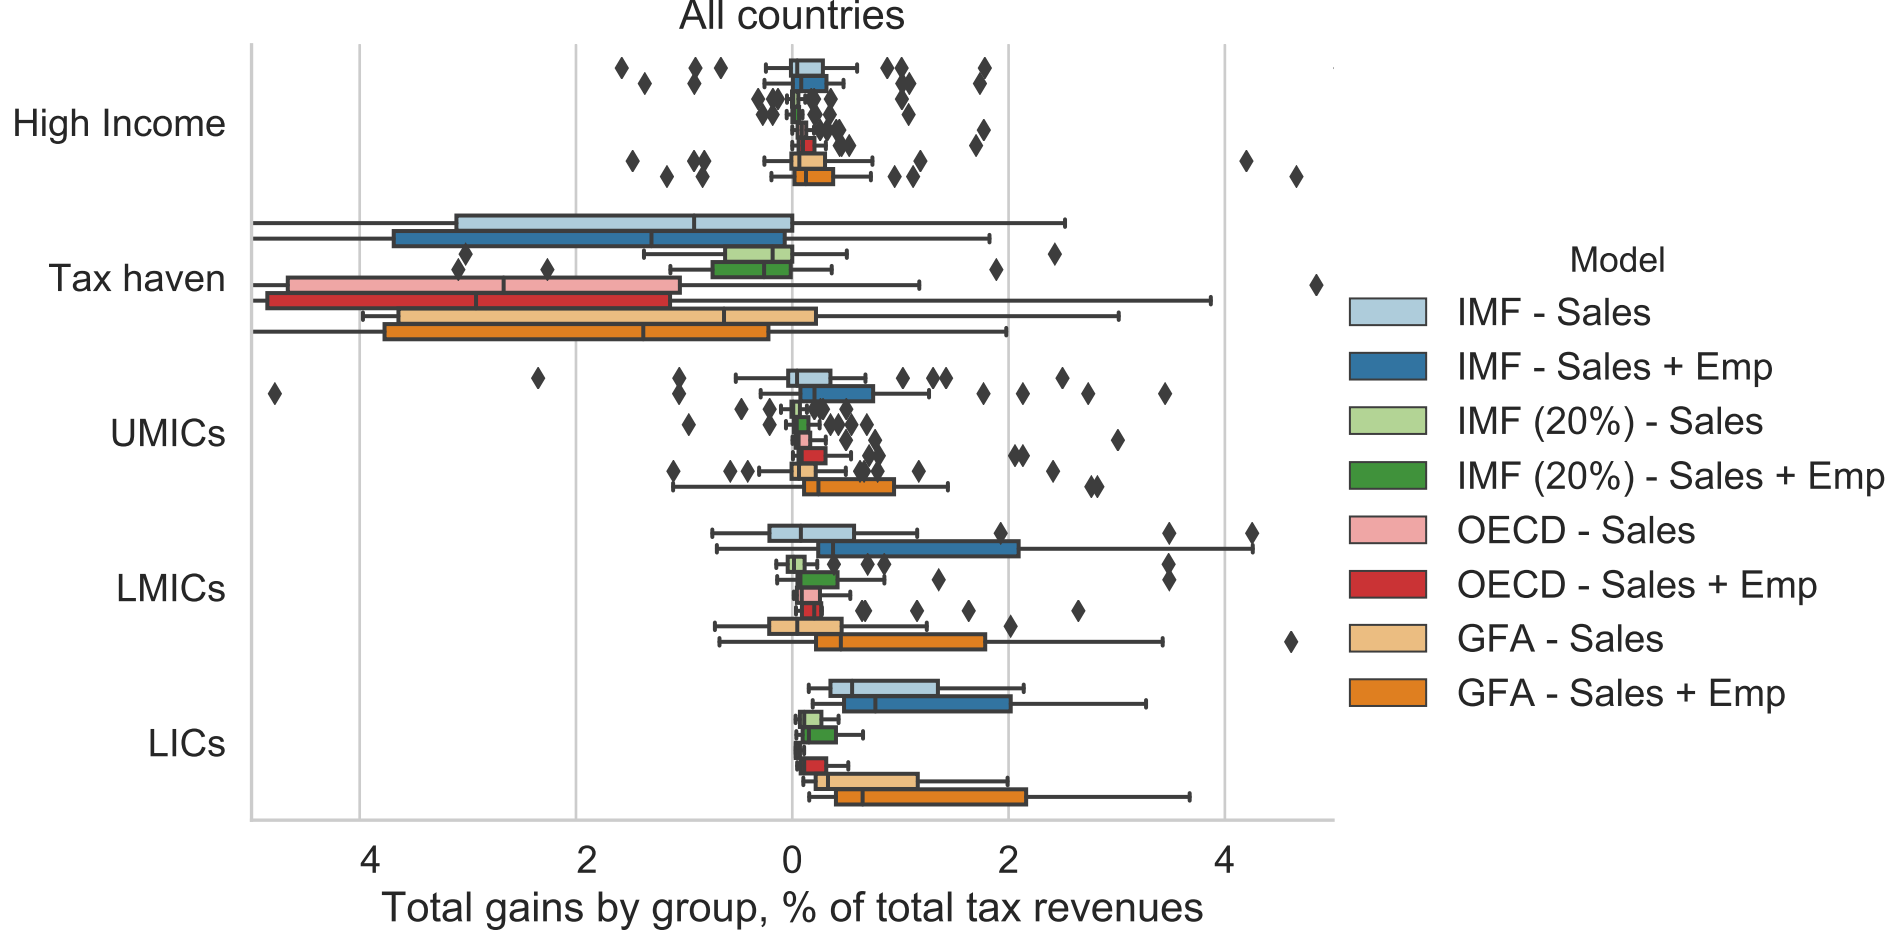 All countries
High Income
Tax haven
UMICs
LMICs
LICs
4 2 0 2 4
Total gains by group, % of total tax revenues
Model
IMF - Sales
IMF - Sales + Emp
IMF (20%) - Sales
IMF (20%) - Sales + Emp
OECD - Sales
OECD - Sales + Emp
GFA - Sales
GFA - Sales + Emp